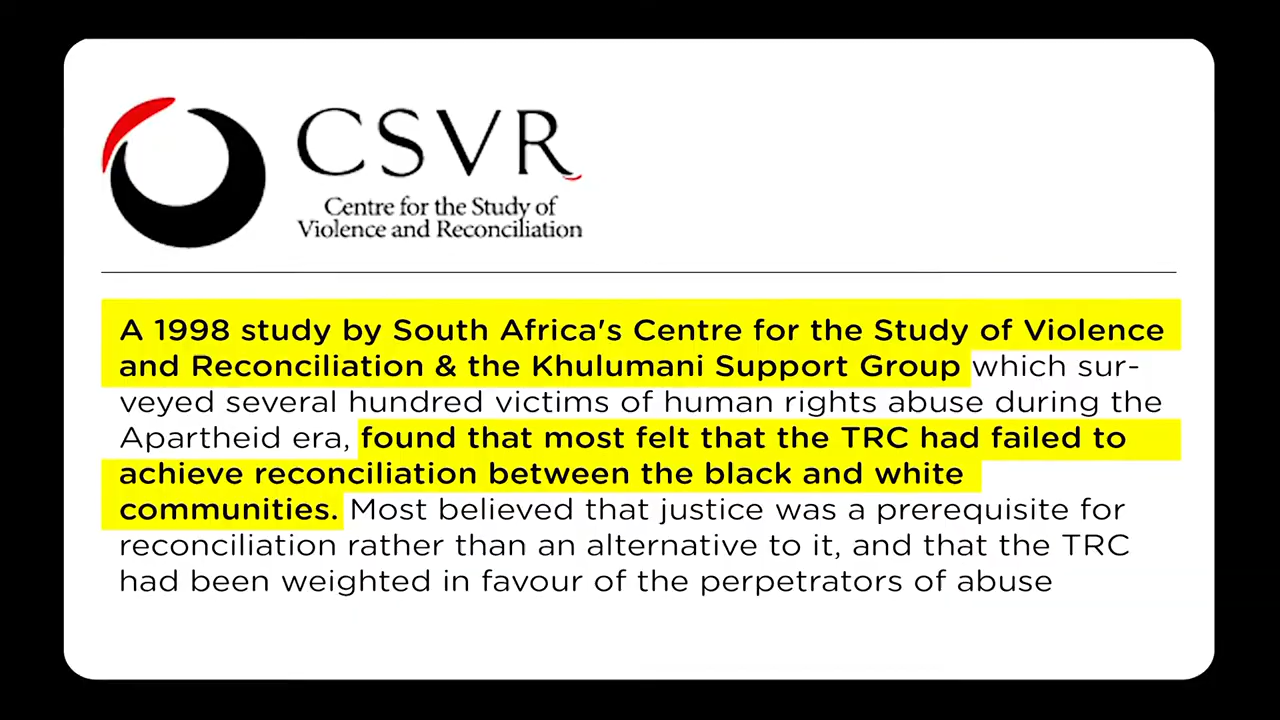 CSVR
Centre for the Study of
Violence and Reconciliation
A 1998 study by South Africa's Centre for the Study of Violence
and Reconciliation & the Khulumani Support Group which sur-
veyed several hundred victims of human rights abuse during the
Apartheid era, found that most felt that the TRC had failed to
achieve reconciliation between the black and white
communities. Most believed that justice was a prerequisite for
reconciliation rather than an alternative to it, and that the TRC
had been weighted in favour of the perpetrators of abuse